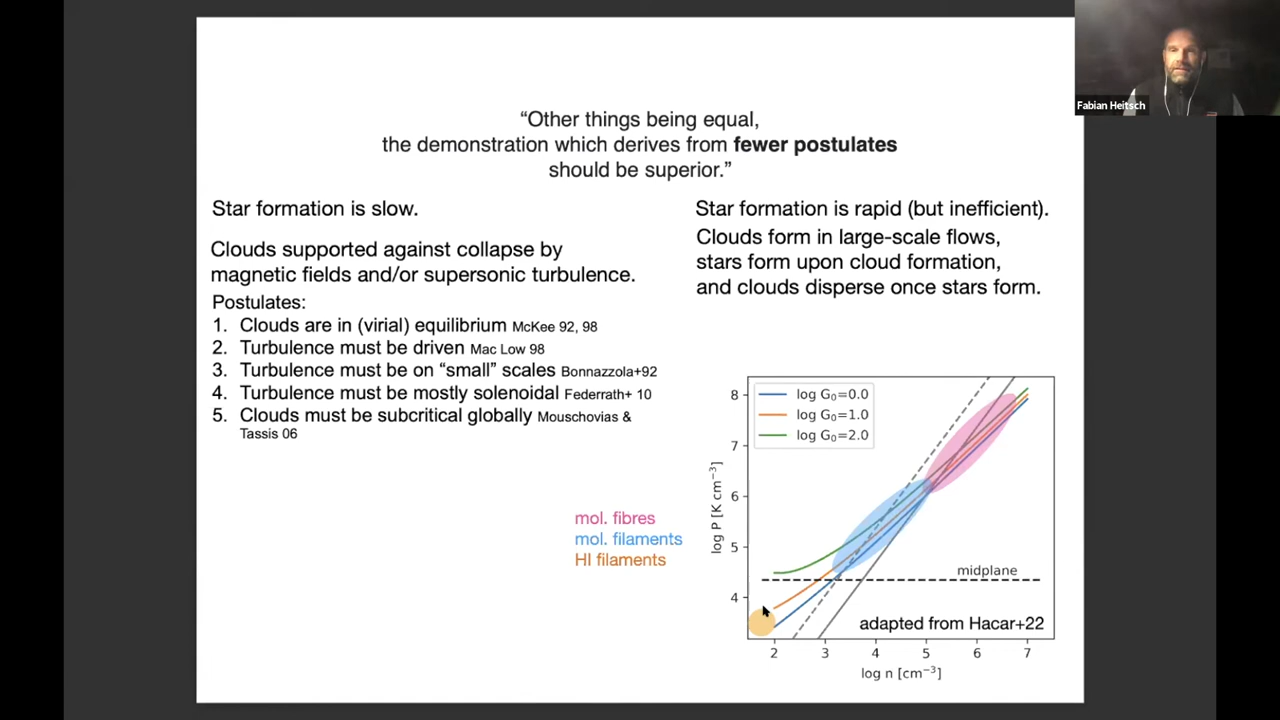 Fabian Heitsch
“Other things being equal,
the demonstration which derives from fewer postulates
should be superior.”
Star formation is slow.
Clouds supported against collapse by
magnetic fields and/or supersonic turbulence.
Postulates:
1. Clouds are in (virial) equilibrium McKee 92, 98
2. Turbulence must be driven Mac Low 98
3. Turbulence must be on “small” scales Bonnazzola+92
4. Turbulence must be mostly solenoidal Federrath+ 10
5. Clouds must be subcritical globally Mouschovias &
Tassis 06
Star formation is rapid (but inefficient).
Clouds form in large-scale flows,
stars form upon cloud formation,
and clouds disperse once stars form.
mol. fibres
mol. filaments
HI filaments
log G₀=0.0
log G₀=1.0
log G₀=2.0
8
7
6
5
4
log P [K cm⁻³]
midplane
adapted from Hacar+22
2 3 4 5 6 7
log n [cm⁻³]